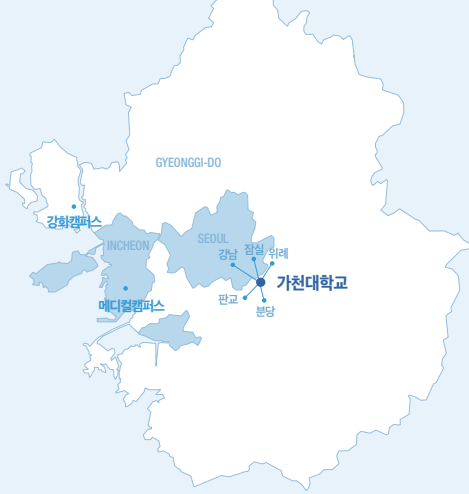 GYEONGGI-DO
강화캠퍼스
INCHEON
SEOUL
강남
잠실
위례
가천대학교
메디컬캠퍼스
판교
분당